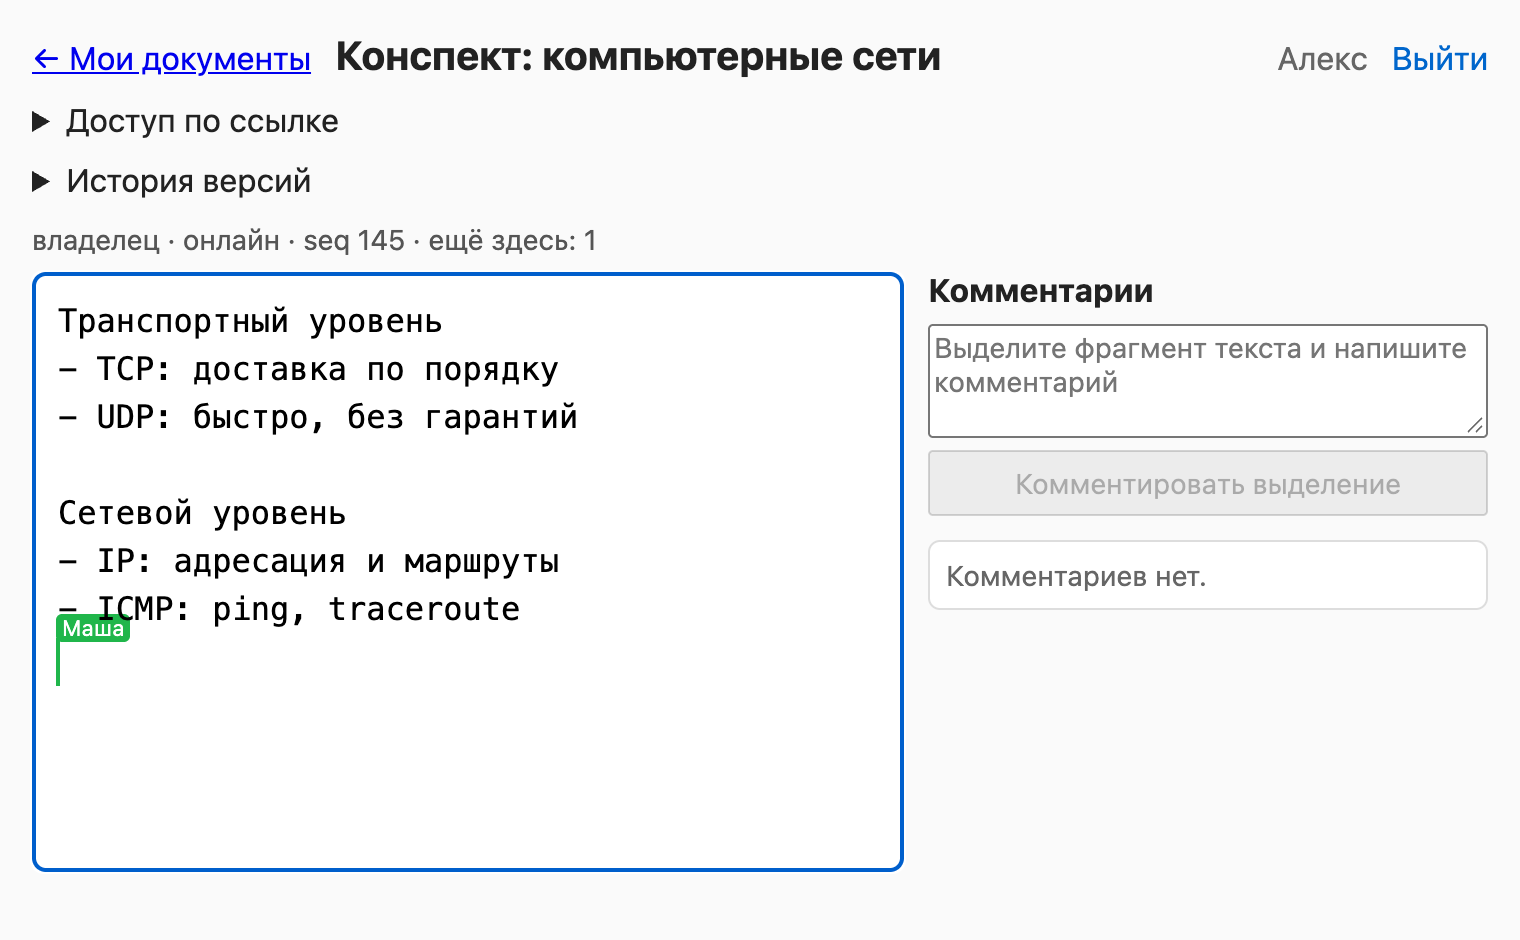 ← Мои документы Конспект: компьютерные сети Алекс Выйти
▶ Доступ по ссылке
▶ История версий
владелец · онлайн · seq 145 · ещё здесь: 1
Транспортный уровень
– TCP: доставка по порядку
– UDP: быстро, без гарантий
Сетевой уровень
– IP: адресация и маршруты
– ICMP: ping, traceroute
Маша
Комментарии
Выделите фрагмент текста и напишите
комментарий
Комментировать выделение
Комментариев нет.